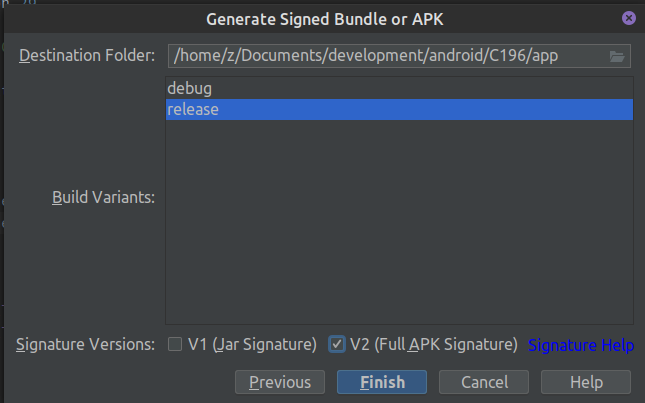 Generate Signed Bundle or APK
Destination Folder: /home/z/Documents/development/android/C196/app
debug
release
Build Variants:
Signature Versions: V1 (Jar Signature) V2 (Full APK Signature) Signature Help
Previous Finish Cancel Help